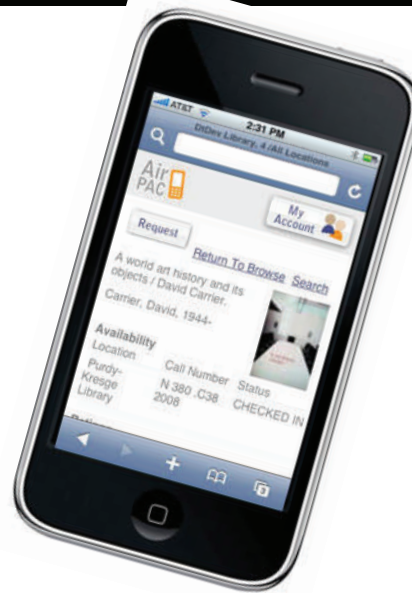 AT&T 2:31 PM
DtDev Library, 4 /All Locations
Air
PAC
My
Account
Request
Return To Browse Search
A world art history and its
objects / David Carrier.
Carrier, David, 1944-
Availability
Location Call Number Status
Purdy-
Kresge
Library
N 380 .C38
2008
CHECKED IN
3